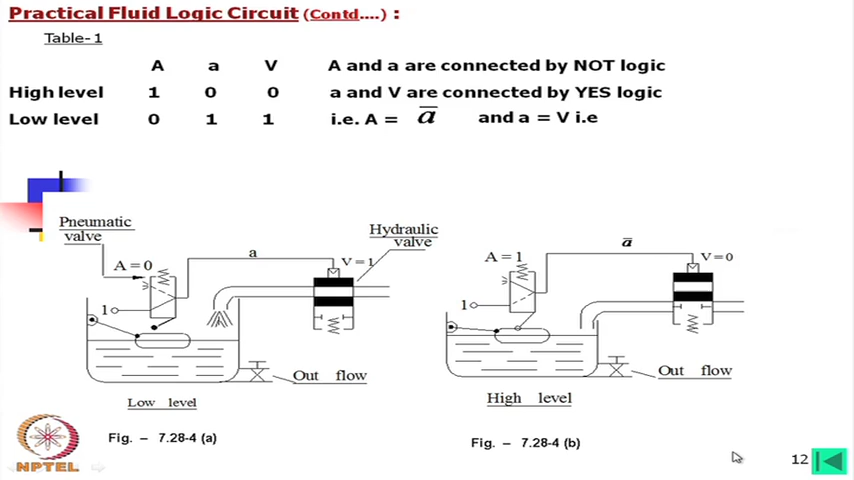 Practical Fluid Logic Circuit (Contd....) :
Table-1
A a V A and a are connected by NOT logic
High level 1 0 0 a and V are connected by YES logic
Low level 0 1 1 i.e. A = a̅ and a = V i.e
Pneumatic
valve
A = 0
a
V = 1
Hydraulic
valve
1
Out flow
Low level
Fig. – 7.28-4 (a)
A = 1
a̅
V = 0
1
Out flow
High level
Fig. – 7.28-4 (b)
NPTEL
12